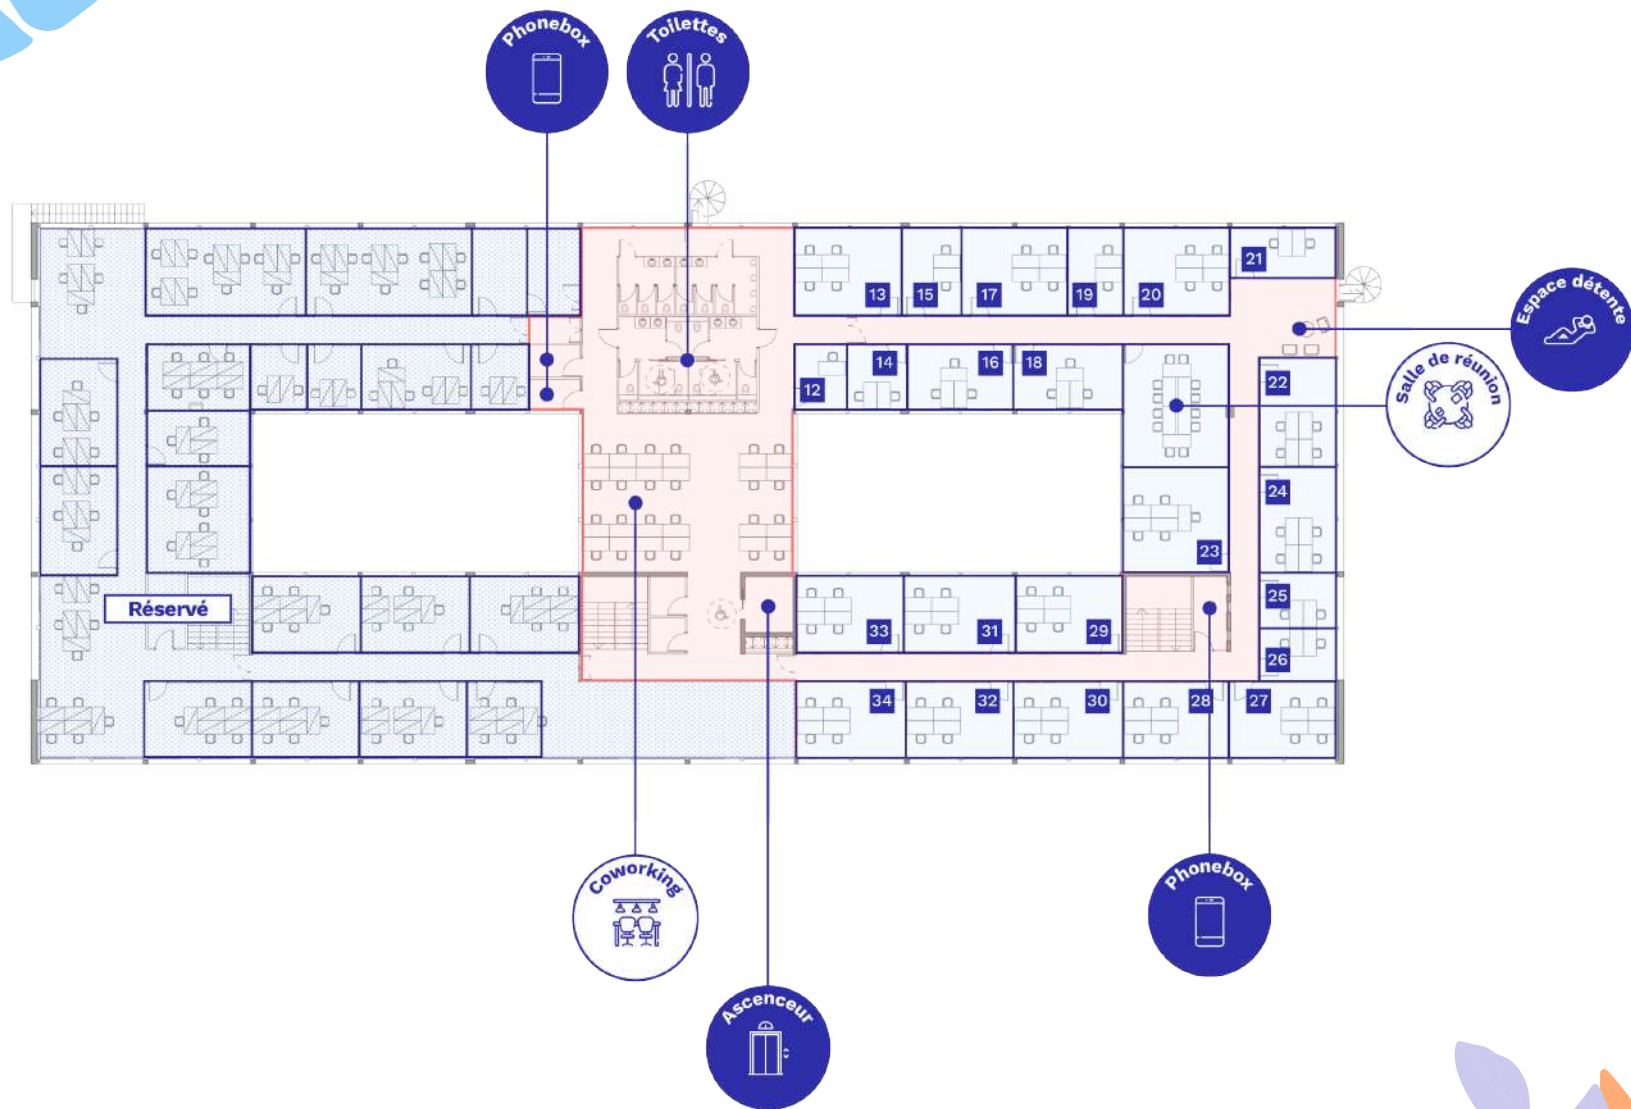 Phonebox
Toilettes
13
15
17
19
20
21
Espace détente
12
14
16
18
22
Salle de réunion
24
23
25
Réservé
33
31
29
26
34
32
30
28
27
Coworking
Phonebox
Ascenceur